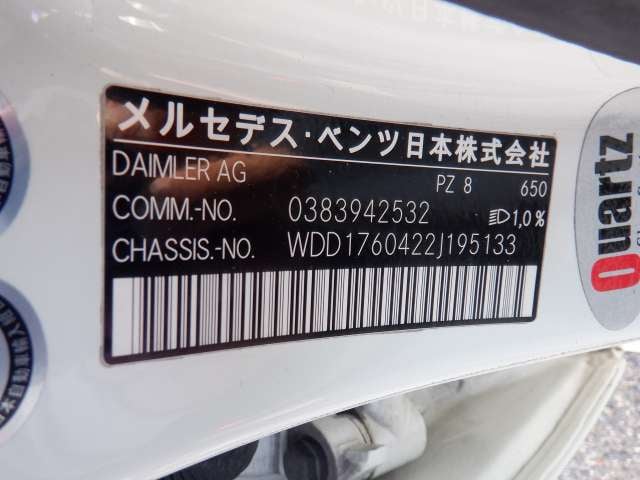 メルセデス・ベンツ日本株式会社
DAIMLER AG
PZ 8 650
COMM.-NO. 0383942532 1,0%
CHASSIS.-NO. WDD1760422J195133
Quartz